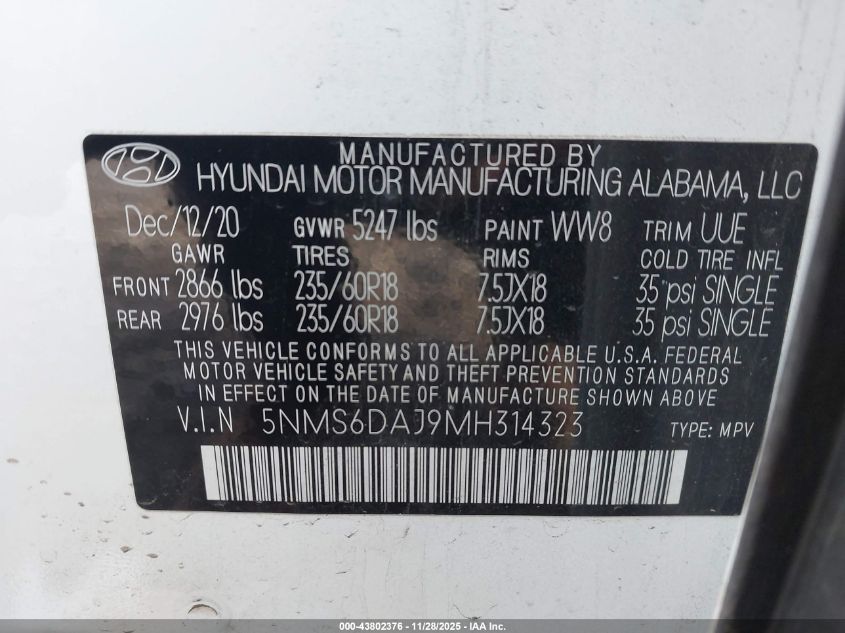 MANUFACTURED BY
HYUNDAI MOTOR MANUFACTURING ALABAMA, LLC
Dec/12/20 GVWR 5247 lbs PAINT WW8 TRIM UUE
GAWR TIRES RIMS COLD TIRE INFL
FRONT 2866 lbs 235/60R18 7.5JX18 35 psi SINGLE
REAR 2976 lbs 235/60R18 7.5JX18 35 psi SINGLE
THIS VEHICLE CONFORMS TO ALL APPLICABLE U.S.A. FEDERAL
MOTOR VEHICLE SAFETY AND THEFT PREVENTION STANDARDS
IN EFFECT ON THE DATE OF MANUFACTURE SHOWN ABOVE
V.I.N 5NMS6DAJ9MH314323 TYPE: MPV
000-43802376 - 11/28/2025 - IAA Inc.